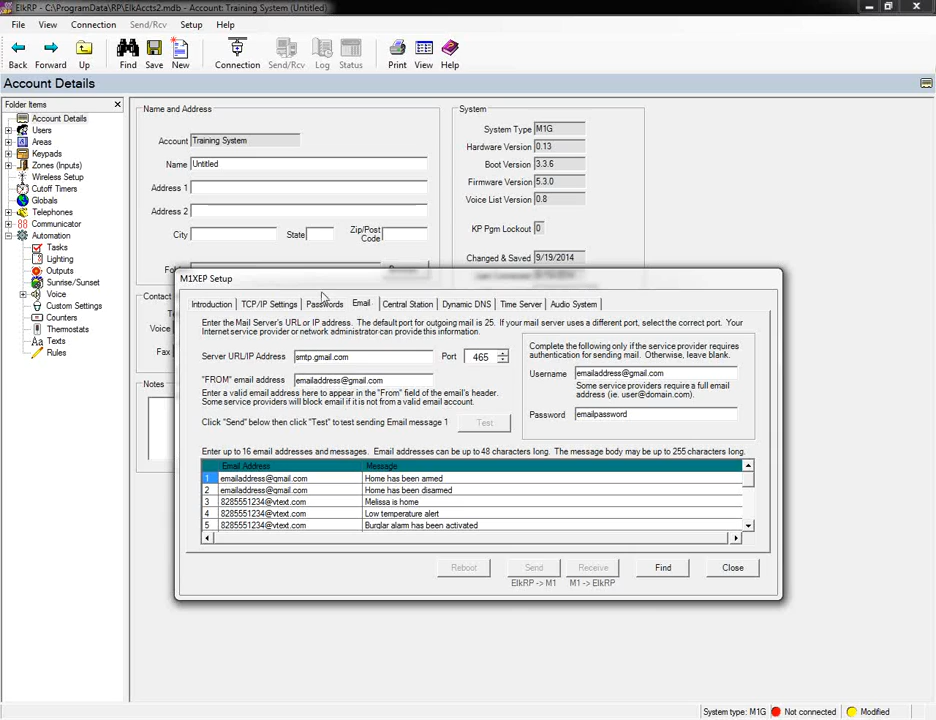 ElkRP - C:\ProgramData\RP\ElkAccts2.mdb - Account: Training System (Untitled)
File View Connection Send/Rcv Setup Help
Back Forward Up Find Save New Connection Send/Rcv Log Status Print View Help
Account Details
Folder Items
Account Details
Users
Areas
Keypads
Zones (Inputs)
Wireless Setup
Cutoff Timers
Globals
Telephones
Communicator
Automation
Tasks
Lighting
Outputs
Sunrise/Sunset
Voice
Custom Settings
Counters
Thermostats
Texts
Rules
Name and Address
Account Training System
Name Untitled
Address 1
Address 2
City State Zip/Post
Code
Contact
Voice
Fax
Notes
System
System Type M1G
Hardware Version 0.13
Boot Version 3.3.6
Firmware Version 5.3.0
Voice List Version 0.8
KP Pgm Lockout 0
Changed & Saved 9/19/2014
M1XEP Setup
Introduction TCP/IP Settings Passwords Email Central Station Dynamic DNS Time Server Audio System
Enter the Mail Server's URL or IP address. The default port for outgoing mail is 25. If your mail server uses a different port, select the correct port. Your
Internet service provider or network administrator can provide this information.
Server URL/IP Address smtp.gmail.com Port 465
"FROM" email address emailaddress@gmail.com
Enter a valid email address here to appear in the "From" field of the email's header.
Some service providers will block email if it is not from a valid email account.
Click "Send" below then click "Test" to test sending Email message 1 Test
Complete the following only if the service provider requires
authentication for sending mail. Otherwise, leave blank.
Username emailaddress@gmail.com
Some service providers require a full email
address (ie. user@domain.com).
Password emailpassword
Enter up to 16 email addresses and messages. Email addresses can be up to 48 characters long. The message body may be up to 255 characters long.
Email Address Message
1 emailaddress@gmail.com Home has been armed
2 emailaddress@gmail.com Home has been disarmed
3 8285551234@vtext.com Melissa is home
4 8285551234@vtext.com Low temperature alert
5 8285551234@vtext.com Burglar alarm has been activated
Reboot Send Receive Find Close
ElkRP -> M1 M1 -> ElkRP
System type: M1G Not connected Modified